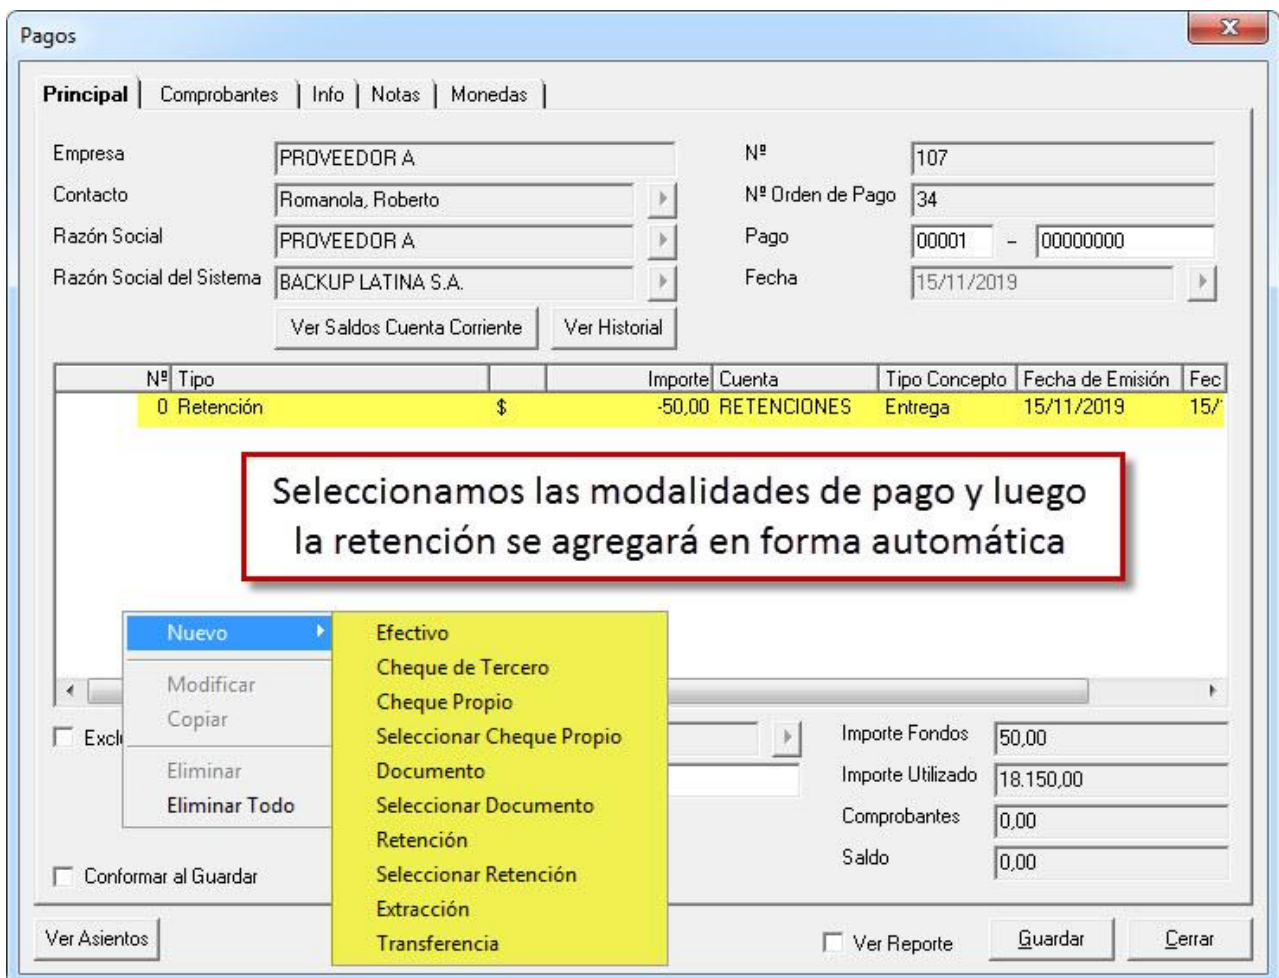 Pagos
Principal Comprobantes Info Notas Monedas
Empresa PROVEEDOR A Nº 107
Contacto Romanola, Roberto Nº Orden de Pago 34
Razón Social PROVEEDOR A Pago 00001 - 00000000
Razón Social del Sistema BACKUP LATINA S.A. Fecha 15/11/2019
Ver Saldos Cuenta Corriente Ver Historial
Nº Tipo Importe Cuenta Tipo Concepto Fecha de Emisión Fec
0 Retención $ -50,00 RETENCIONES Entrega 15/11/2019 15/
Seleccionamos las modalidades de pago y luego
la retención se agregará en forma automática
Nuevo
Modificar
Copiar
Eliminar
Eliminar Todo
Efectivo
Cheque de Tercero
Cheque Propio
Seleccionar Cheque Propio
Documento
Seleccionar Documento
Retención
Seleccionar Retención
Extracción
Transferencia
Excl
Importe Fondos 50,00
Importe Utilizado 18.150,00
Comprobantes 0,00
Saldo 0,00
Conformar al Guardar
Ver Asientos Ver Reporte Guardar Cerrar